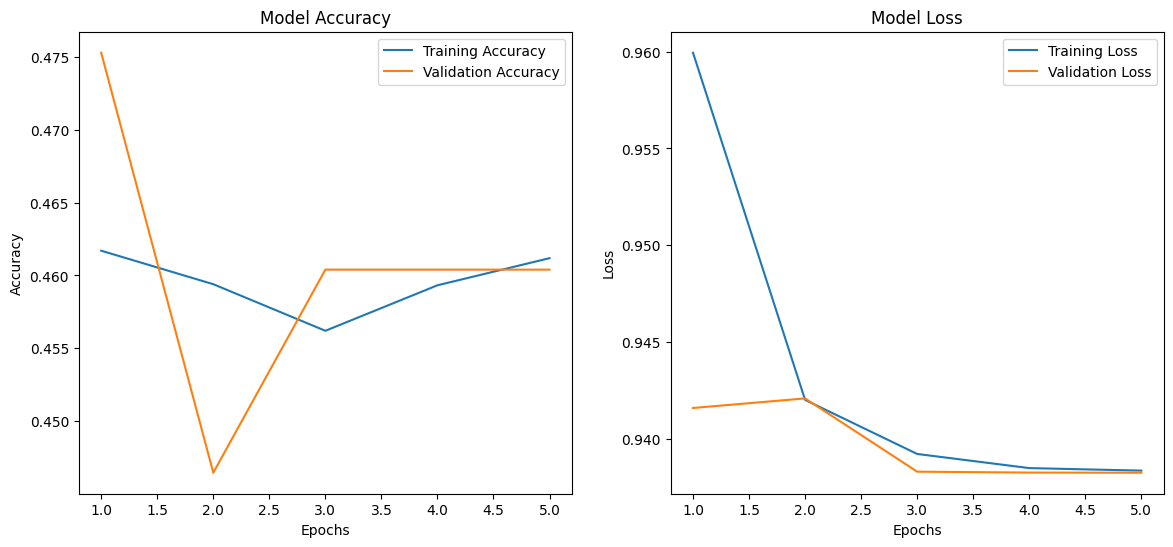 Model Accuracy
Training Accuracy
Validation Accuracy
0.475
0.470
0.465
0.460
0.455
0.450
Accuracy
1.0 1.5 2.0 2.5 3.0 3.5 4.0 4.5 5.0
Epochs
Model Loss
Training Loss
Validation Loss
0.960
0.955
0.950
0.945
0.940
Loss
1.0 1.5 2.0 2.5 3.0 3.5 4.0 4.5 5.0
Epochs